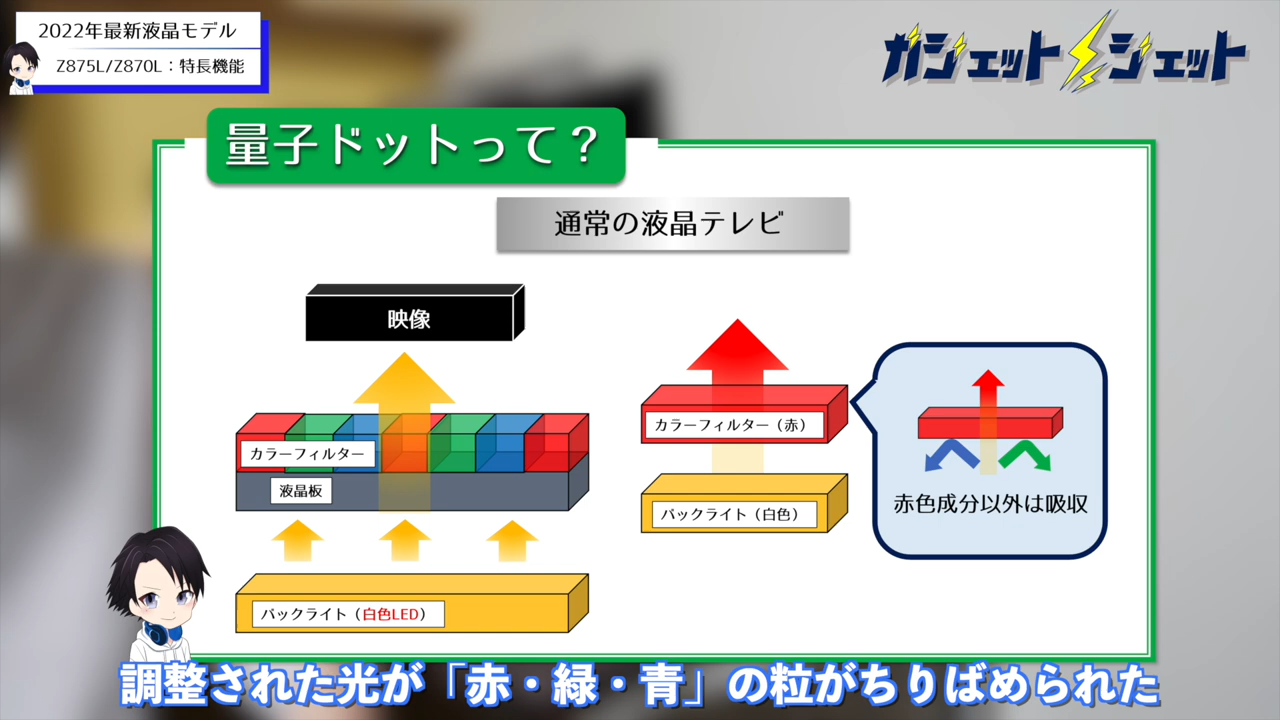 2022年最新液晶モデル
Z875L/Z870L：特長機能
ガジェットジェット
量子ドットって？
通常の液晶テレビ
映像
カラーフィルター
液晶板
バックライト（白色LED）
カラーフィルター（赤）
バックライト（白色）
赤色成分以外は吸収
調整された光が「赤・緑・青」の粒がちりばめられた